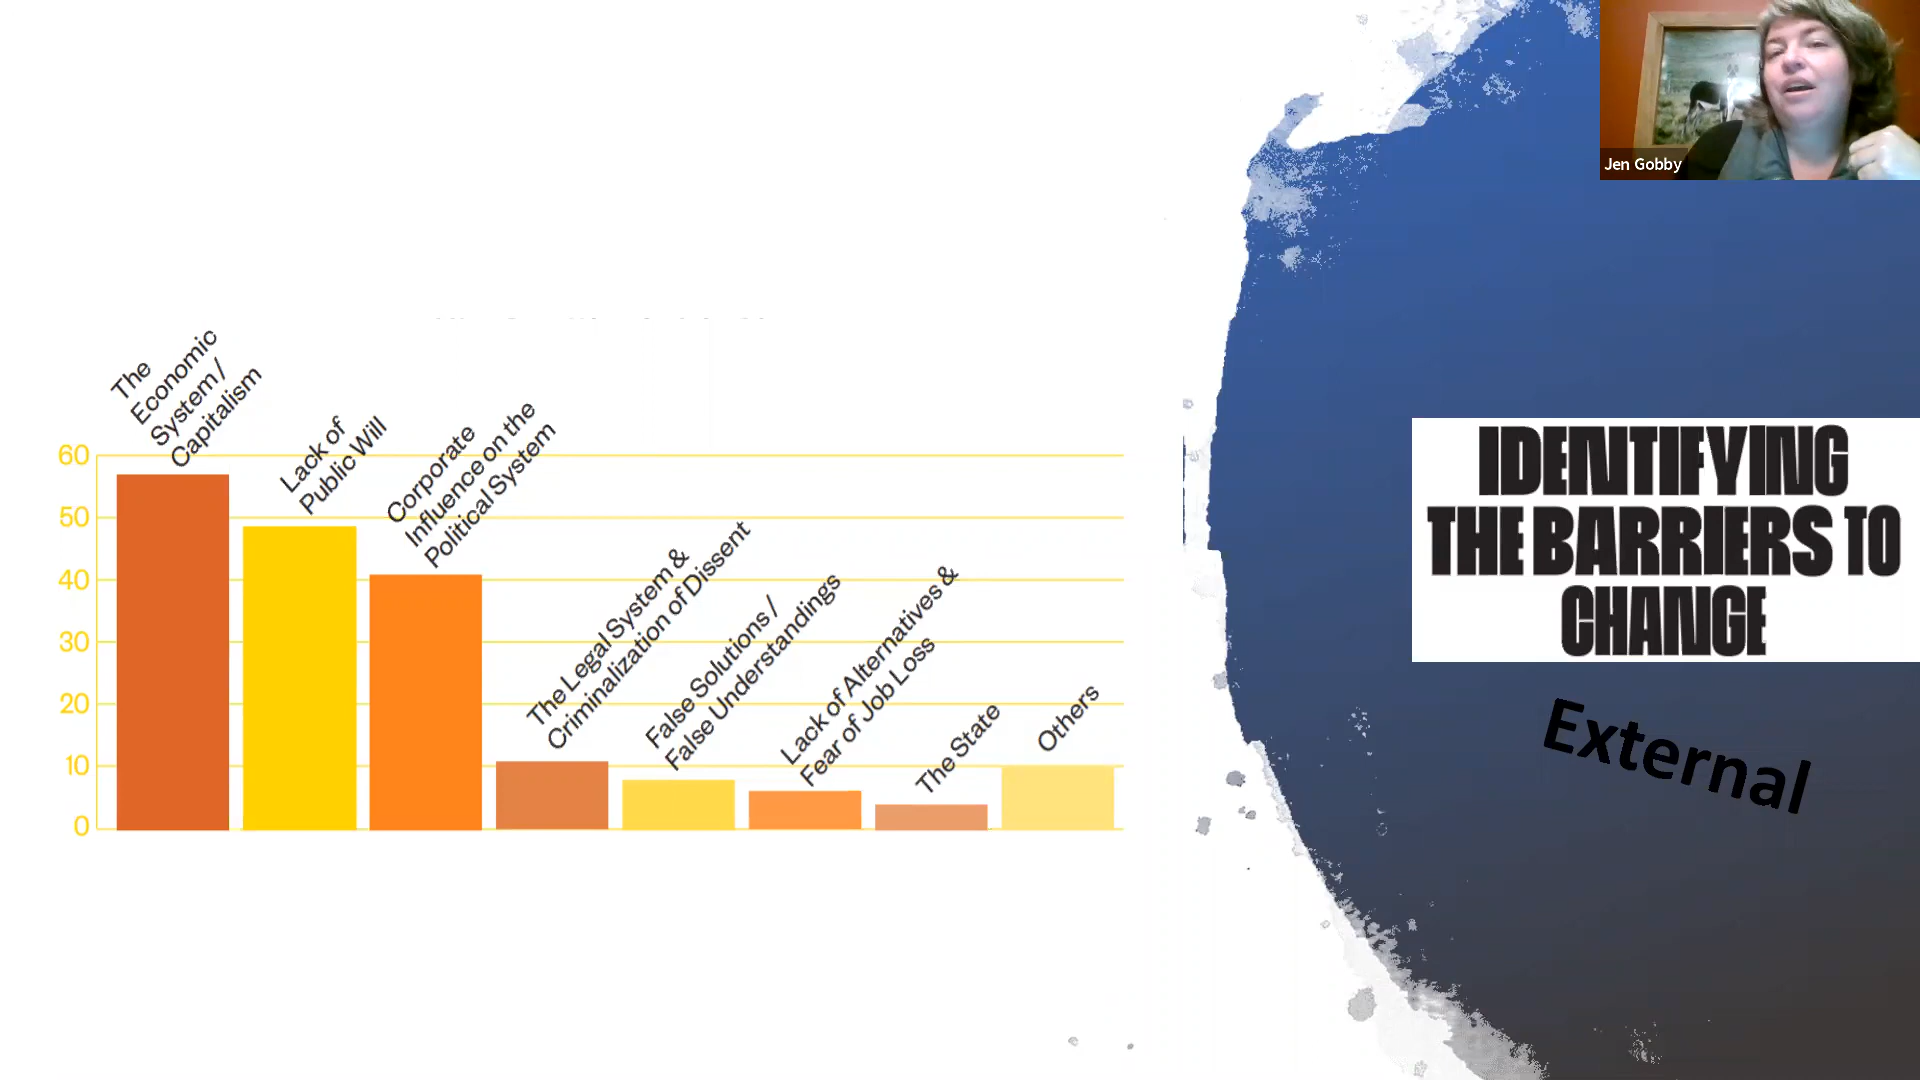 Jen Gobby
The
Economic
System /
Capitalism
Lack of
Public Will
Corporate
Influence on the
Political System
The Legal System &
Criminalization of Dissent
False Solutions /
False Understandings
Lack of Alternatives &
Fear of Job Loss
The State
Others
60
50
40
30
20
10
0
IDENTIFYING
THE BARRIERS TO
CHANGE
External